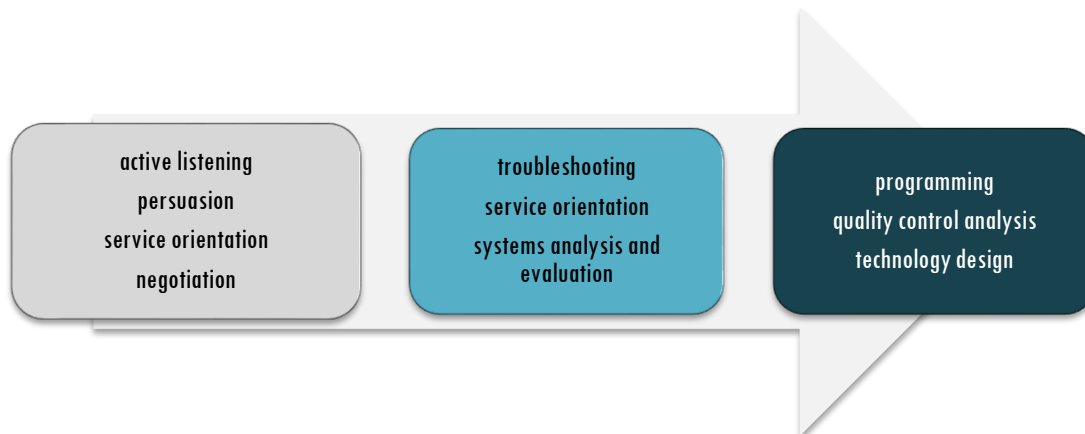 active listening
persuasion
service orientation
negotiation
troubleshooting
service orientation
systems analysis and
evaluation
programming
quality control analysis
technology design